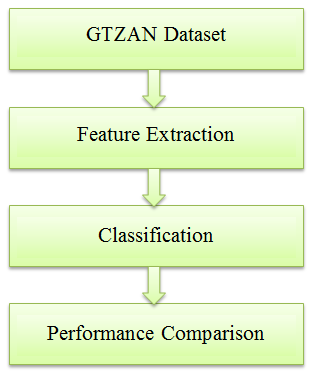 GTZAN Dataset
Feature Extraction
Classification
Performance Comparison